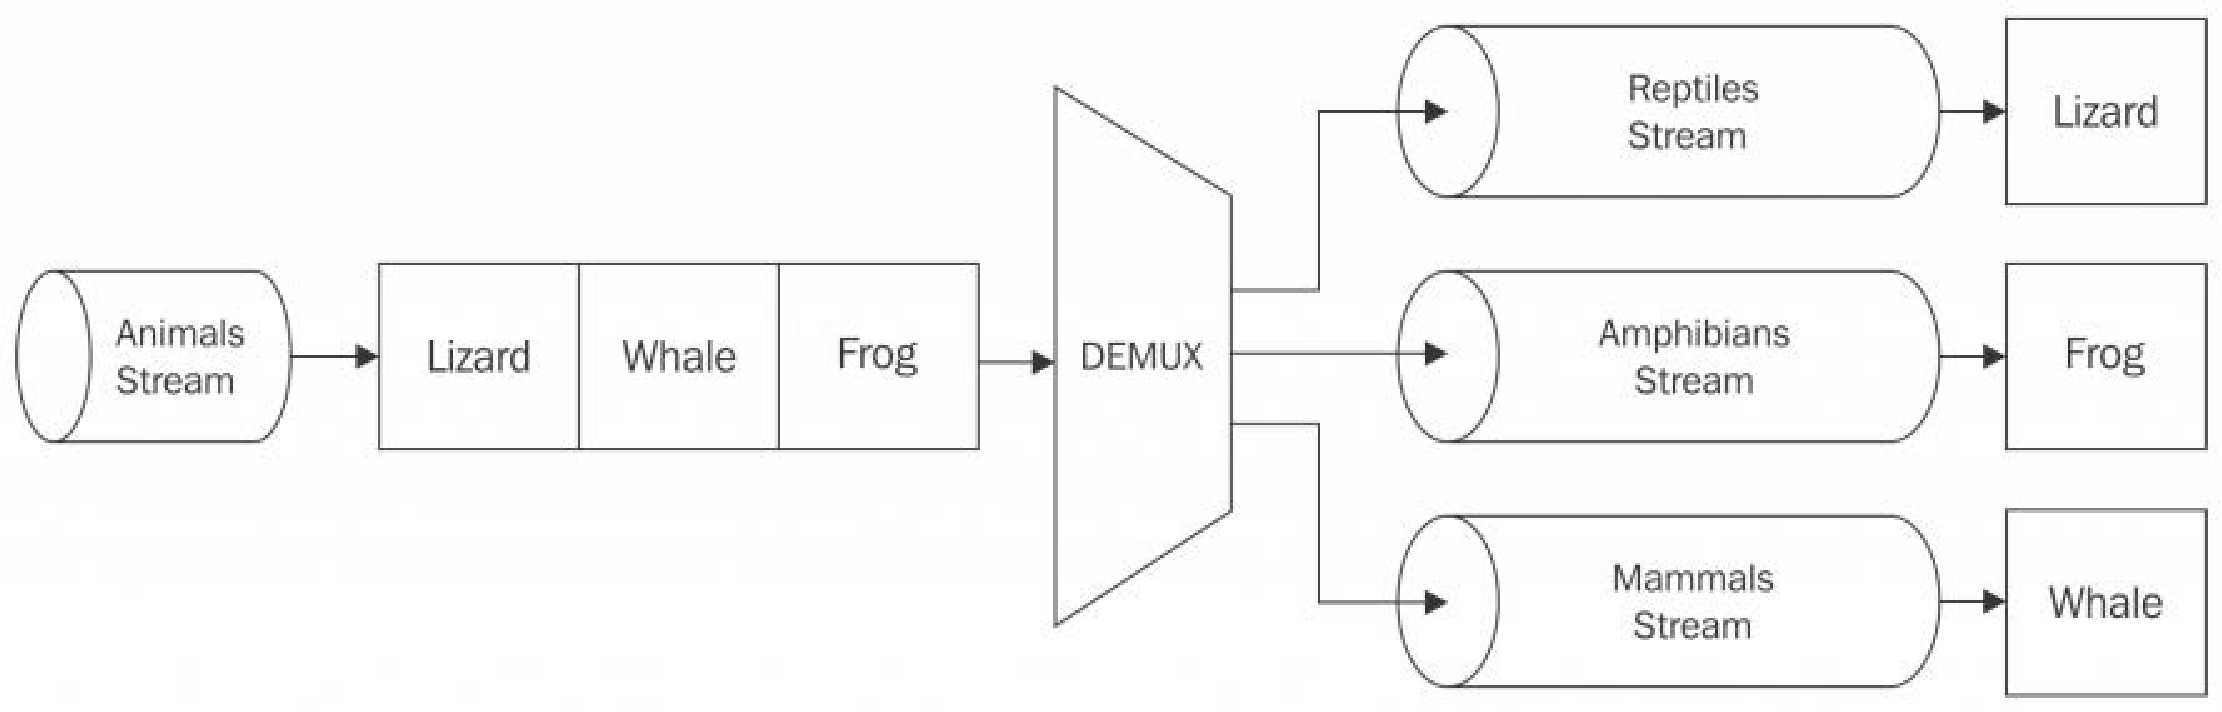 Animals
Stream
Lizard
Whale
Frog
DEMUX
Reptiles
Stream
Lizard
Amphibians
Stream
Frog
Mammals
Stream
Whale